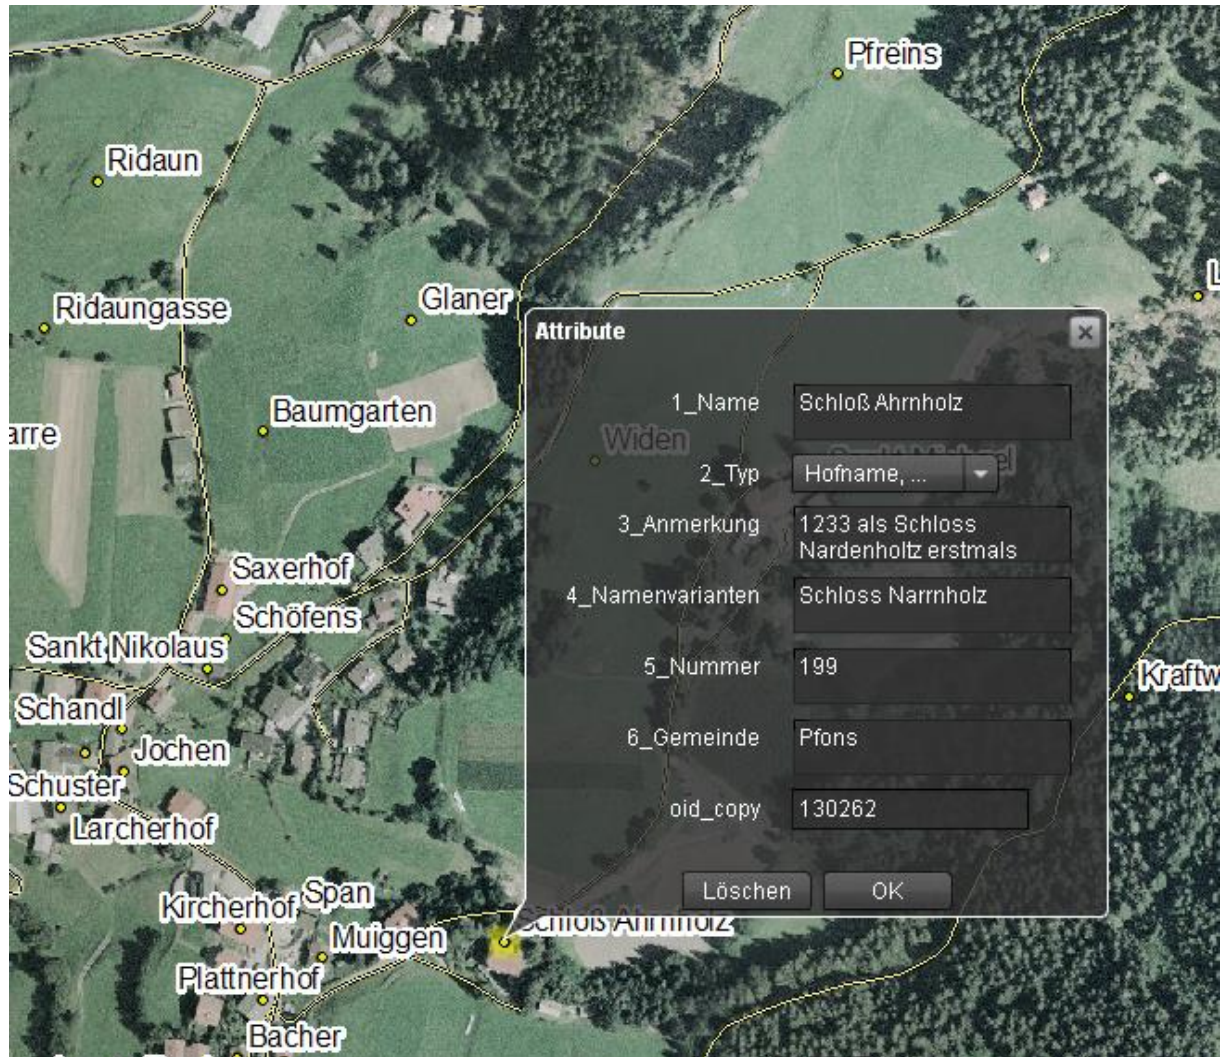 Pfreins
Ridaun
Ridaungasse
Glaner
Baumgarten
arre
Attribute
1_Name
Schloß Ahrnholz
Widen
2_Typ
Hofname, ...
3_Anmerkung
1233 als Schloss
Nardenholtz erstmals
4_Namenvarianten
Schloss Narrnholz
5_Nummer
199
6_Gemeinde
Pfons
oid_copy
130262
Löschen
OK
L
Kraftw
Saxerhof
Schöfens
Sankt Nikolaus
Schandl
Jochen
Schuster
Larcherhof
Kircherhof
Span
Muiggen
Schloß Ahrnholz
Plattnerhof
Bacher